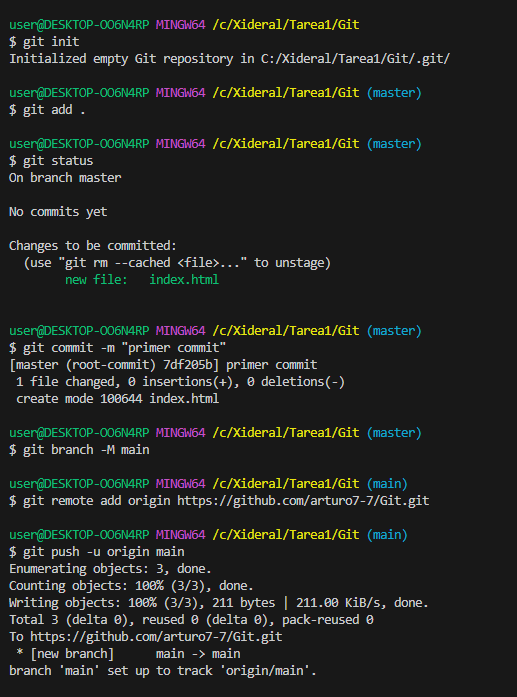 user@DESKTOP-OO6N4RP MINGW64 /c/Xideral/Tarea1/Git
$ git init
Initialized empty Git repository in C:/Xideral/Tarea1/Git/.git/
user@DESKTOP-OO6N4RP MINGW64 /c/Xideral/Tarea1/Git (master)
$ git add .
user@DESKTOP-OO6N4RP MINGW64 /c/Xideral/Tarea1/Git (master)
$ git status
On branch master
No commits yet
Changes to be committed:
  (use "git rm --cached <file>..." to unstage)
        new file:   index.html
user@DESKTOP-OO6N4RP MINGW64 /c/Xideral/Tarea1/Git (master)
$ git commit -m "primer commit"
[master (root-commit) 7df205b] primer commit
 1 file changed, 0 insertions(+), 0 deletions(-)
 create mode 100644 index.html
user@DESKTOP-OO6N4RP MINGW64 /c/Xideral/Tarea1/Git (master)
$ git branch -M main
user@DESKTOP-OO6N4RP MINGW64 /c/Xideral/Tarea1/Git (main)
$ git remote add origin https://github.com/arturo7-7/Git.git
user@DESKTOP-OO6N4RP MINGW64 /c/Xideral/Tarea1/Git (main)
$ git push -u origin main
Enumerating objects: 3, done.
Counting objects: 100% (3/3), done.
Writing objects: 100% (3/3), 211 bytes | 211.00 KiB/s, done.
Total 3 (delta 0), reused 0 (delta 0), pack-reused 0
To https://github.com/arturo7-7/Git.git
 * [new branch]      main -> main
branch 'main' set up to track 'origin/main'.